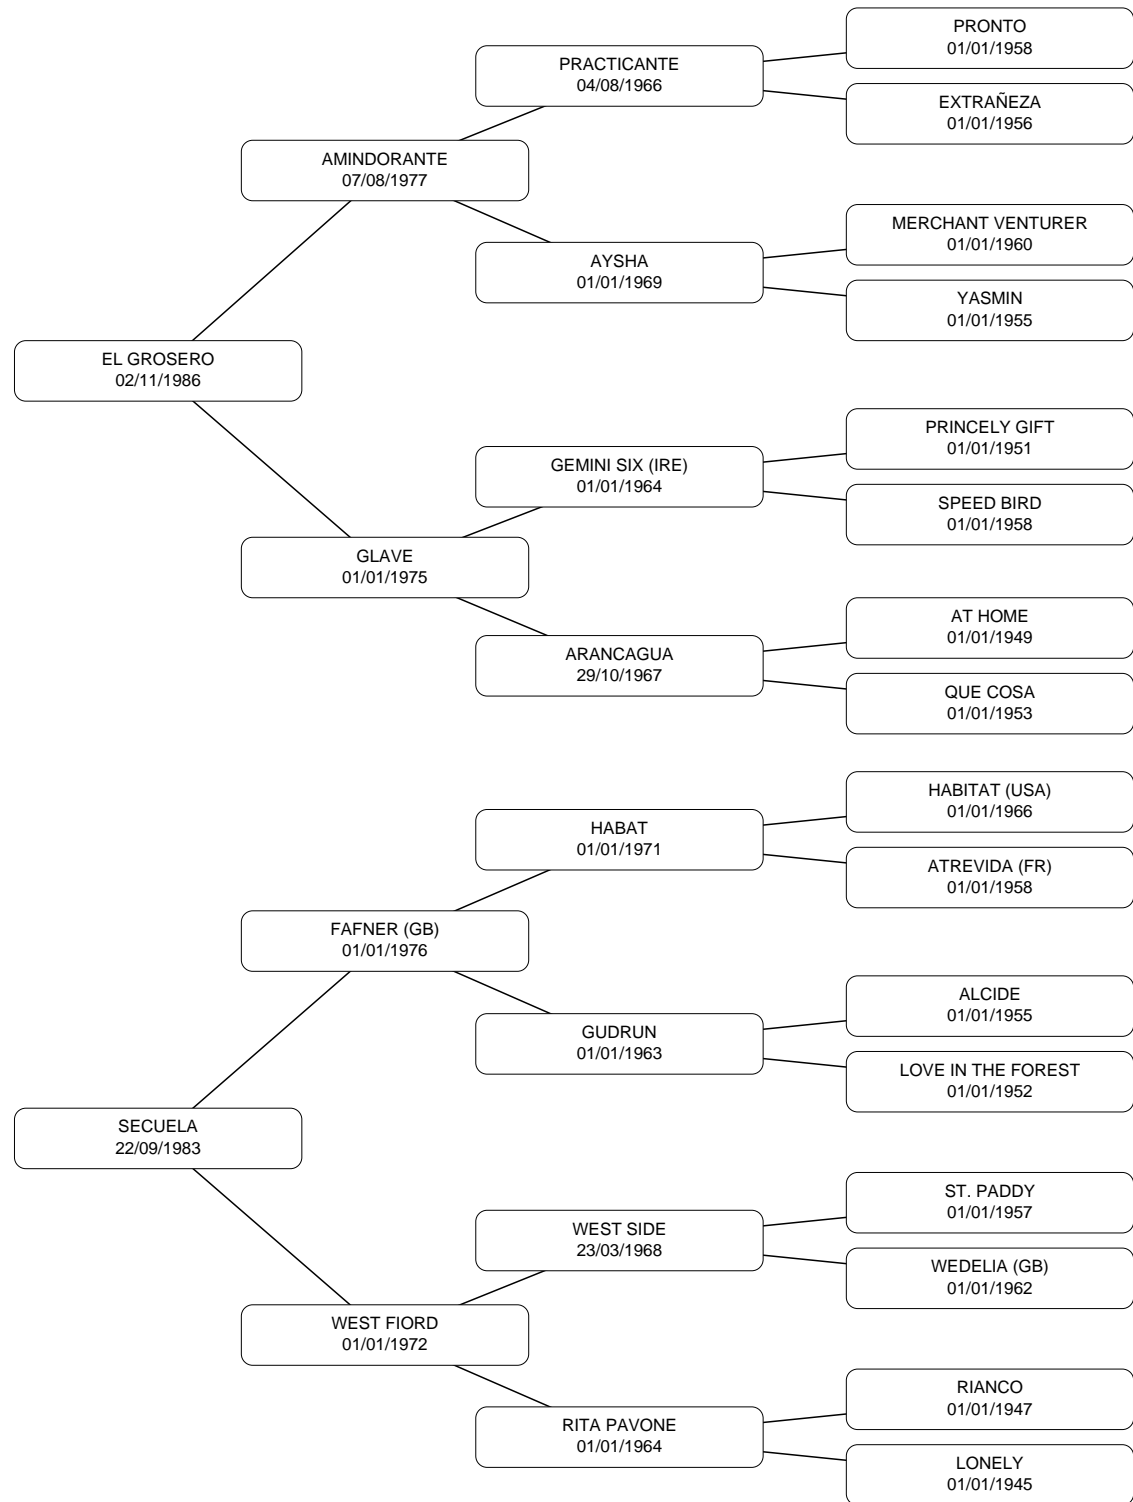 PRONTO
01/01/1958
PRACTICANTE
04/08/1966
EXTRAÑEZA
01/01/1956
AMINDORANTE
07/08/1977
MERCHANT VENTURER
01/01/1960
AYSHA
01/01/1969
YASMIN
01/01/1955
EL GROSERO
02/11/1986
PRINCELY GIFT
01/01/1951
GEMINI SIX (IRE)
01/01/1964
SPEED BIRD
01/01/1958
GLAVE
01/01/1975
AT HOME
01/01/1949
ARANCAGUA
29/10/1967
QUE COSA
01/01/1953
HABITAT (USA)
01/01/1966
HABAT
01/01/1971
ATREVIDA (FR)
01/01/1958
FAFNER (GB)
01/01/1976
ALCIDE
01/01/1955
GUDRUN
01/01/1963
LOVE IN THE FOREST
01/01/1952
SECUELA
22/09/1983
ST. PADDY
01/01/1957
WEST SIDE
23/03/1968
WEDELIA (GB)
01/01/1962
WEST FIORD
01/01/1972
RIANCO
01/01/1947
RITA PAVONE
01/01/1964
LONELY
01/01/1945